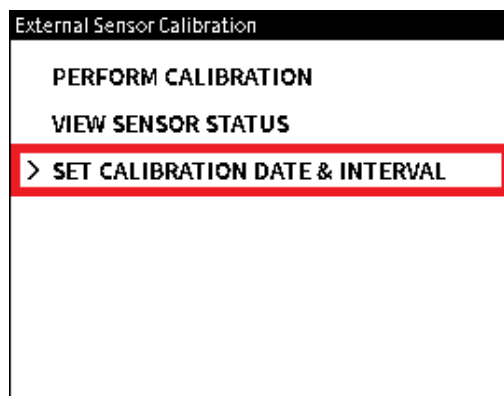 External Sensor Calibration
PERFORM CALIBRATION
VIEW SENSOR STATUS
> SET CALIBRATION DATE & INTERVAL